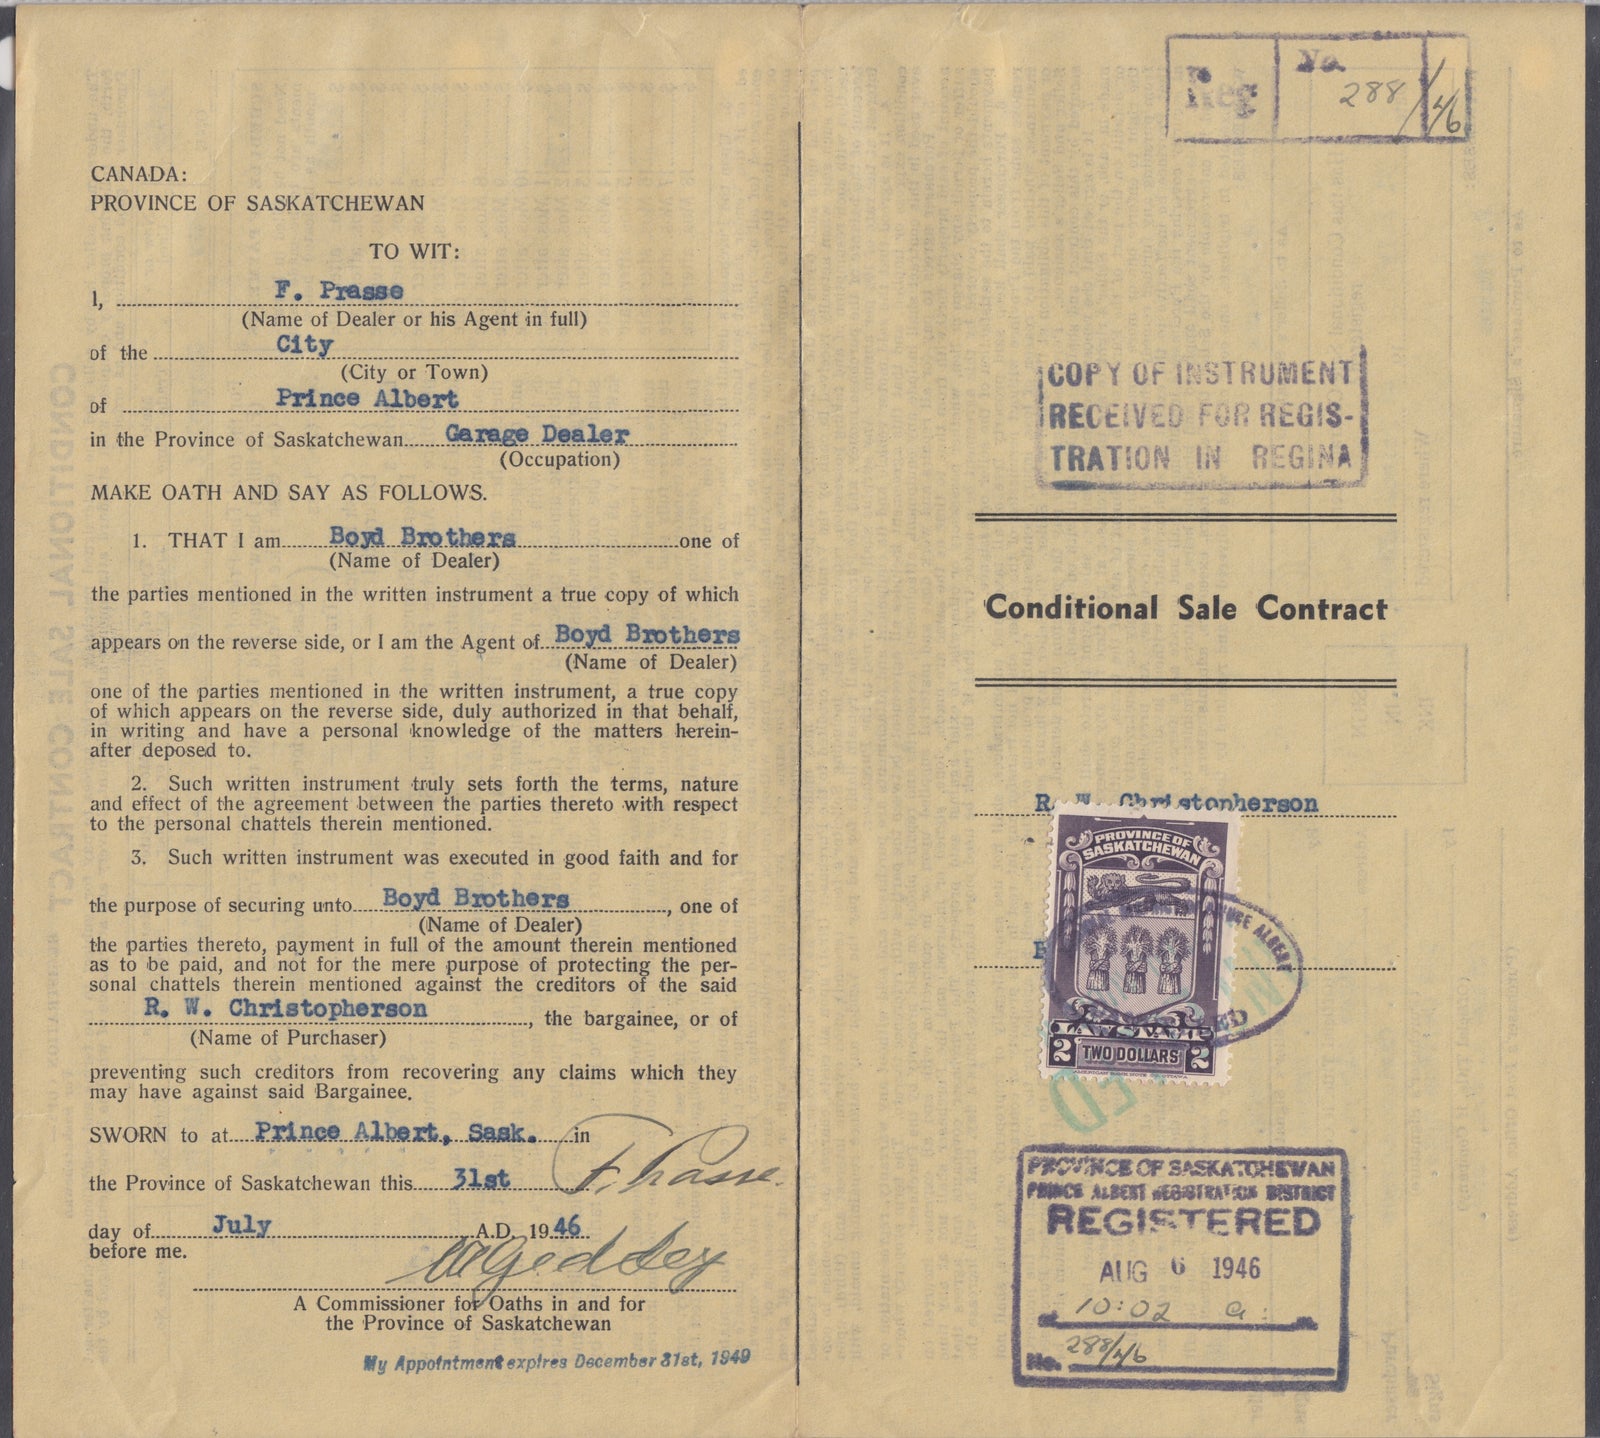 CANADA:
PROVINCE OF SASKATCHEWAN
TO WIT:
I, F. Prasse
(Name of Dealer or his Agent in full)
of the City
(City or Town)
of Prince Albert
in the Province of Saskatchewan Garage Dealer
(Occupation)
MAKE OATH AND SAY AS FOLLOWS.
1. THAT I am Boyd Brothers one of
(Name of Dealer)
the parties mentioned in the written instrument a true copy of which
appears on the reverse side, or I am the Agent of Boyd Brothers
(Name of Dealer)
one of the parties mentioned in the written instrument, a true copy
of which appears on the reverse side, duly authorized in that behalf,
in writing and have a personal knowledge of the matters herein-
after deposed to.
2. Such written instrument truly sets forth the terms, nature
and effect of the agreement between the parties thereto with respect
to the personal chattels therein mentioned.
3. Such written instrument was executed in good faith and for
the purpose of securing unto Boyd Brothers, one of
(Name of Dealer)
the parties thereto, payment in full of the amount therein mentioned
as to be paid, and not for the mere purpose of protecting the per-
sonal chattels therein mentioned against the creditors of the said
R. W. Christopherson, the bargainee, or of
(Name of Purchaser)
preventing such creditors from recovering any claims which they
may have against said Bargainee.
SWORN to at Prince Albert, Sask. in
the Province of Saskatchewan this 31st F. Prasse.
day of July A.D. 1946
before me.
A Commissioner for Oaths in and for
the Province of Saskatchewan
My Appointment expires December 31st, 1949
Reg No. 288/46
COPY OF INSTRUMENT
RECEIVED FOR REGIS-
TRATION IN REGINA
Conditional Sale Contract
R. W. Christopherson
PROVINCE OF
SASKATCHEWAN
ALBERT
2 TWO DOLLARS 2
ED
PROVINCE OF SASKATCHEWAN
PRINCE ALBERT REGISTRATION DISTRICT
REGISTERED
AUG 6 1946
at 10:02 a. m.
No. 288/46